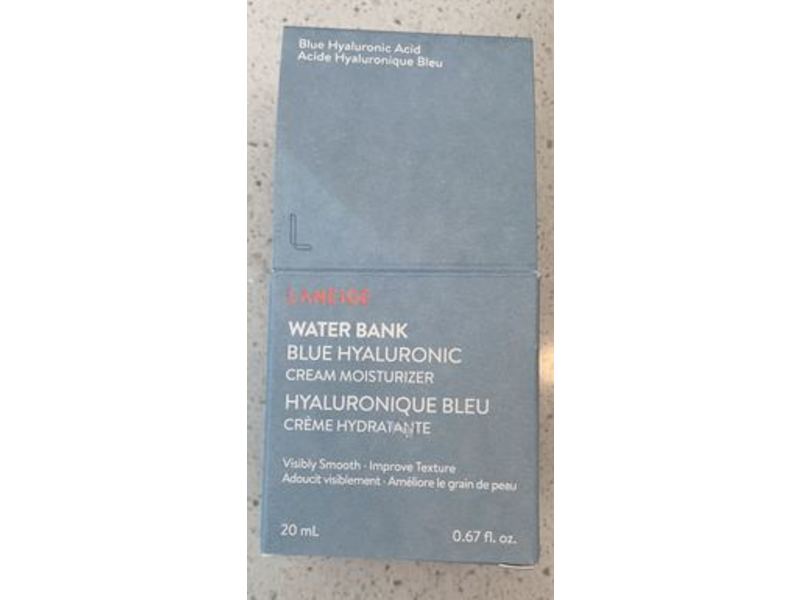 Blue Hyaluronic Acid
Acide Hyaluronique Bleu
L
LANEIGE
WATER BANK
BLUE HYALURONIC
CREAM MOISTURIZER
HYALURONIQUE BLEU
CRÈME HYDRATANTE
Visibly Smooth · Improve Texture
Adoucit visiblement · Améliore le grain de peau
20 mL 0.67 fl. oz.